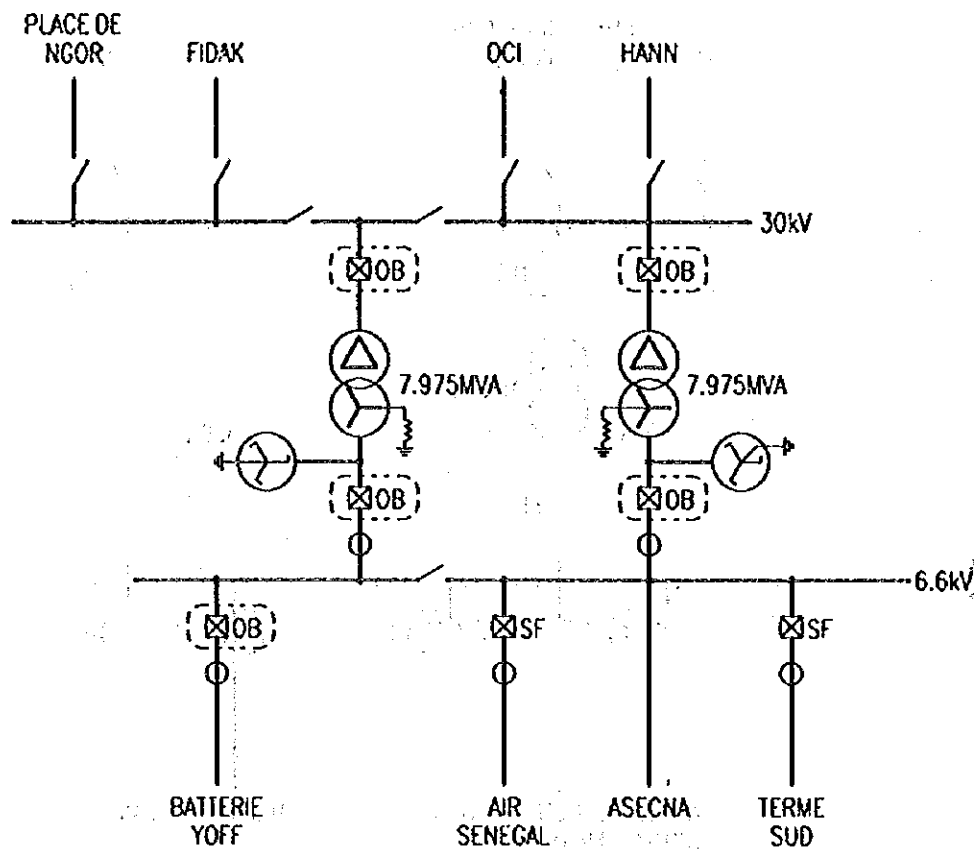 PLACE DE
NGOR
FIDAK
OCI
HANN
30kV
OB
OB
7.975MVA
7.975MVA
OB
OB
6.6kV
OB
SF
SF
BATTERIE
YOFF
AIR
SENEGAL
ASECNA
TERME
SUD